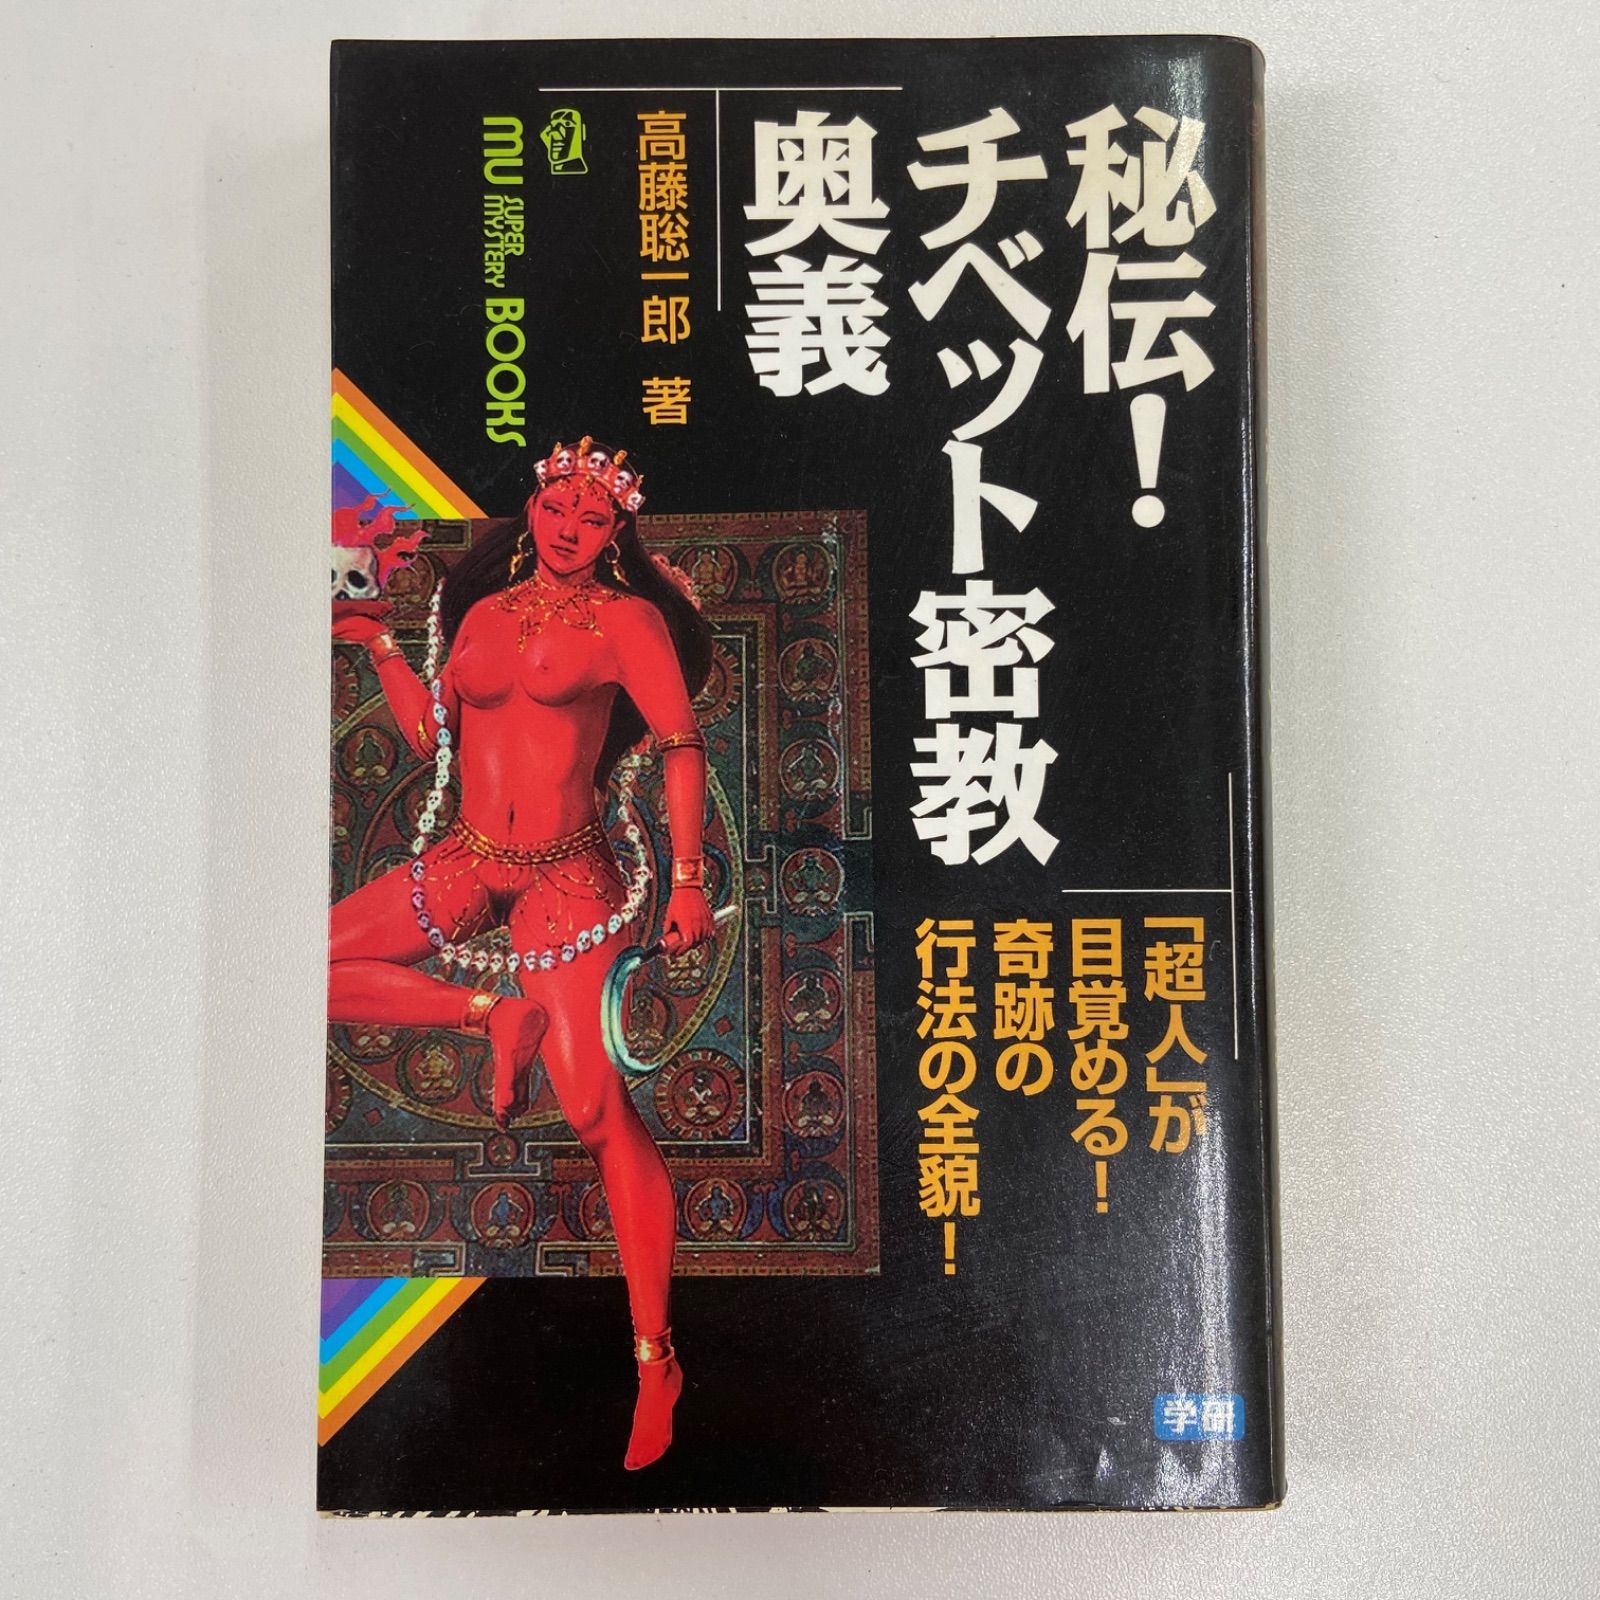 秘伝!
チベット密教
奥義
「超人」が
目覚める!
奇跡の
行法の全貌!
高藤聡一郎 著
MU SUPER MYSTERY BOOKS
学研